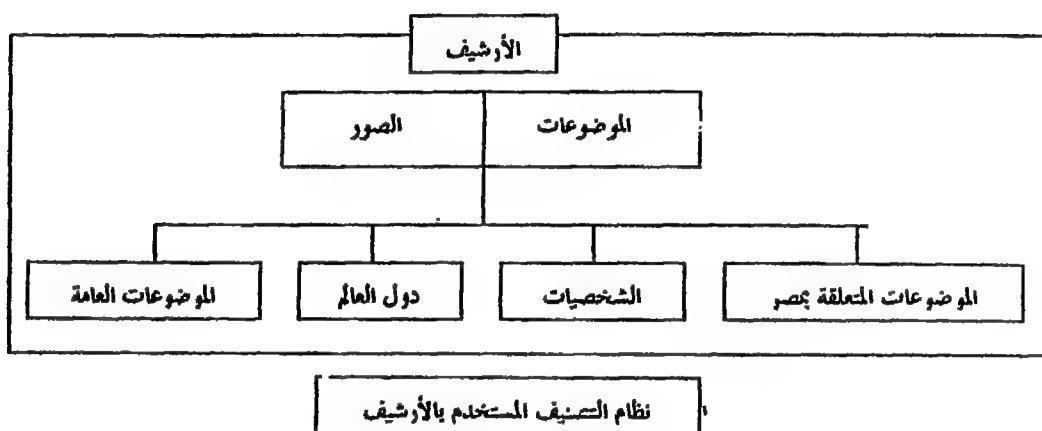 الأرشيف
الموضوعات الصور
الموضوعات المتعلقة بمصر الشخصيات دول العالم الموضوعات العامة
نظام التصنيف المستخدم بالأرشيف